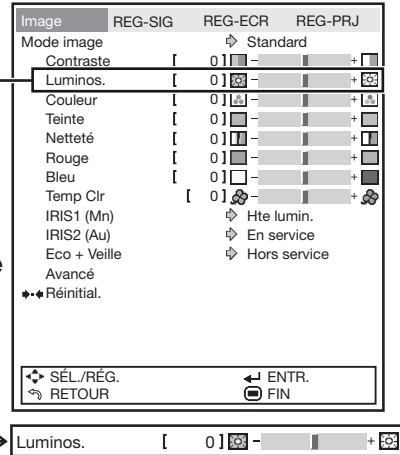 Image REG-SIG REG-ECR REG-PRJ
Mode image Standard
Contraste [ 0 ] - +
Luminos. [ 0 ] - +
Couleur [ 0 ] - +
Teinte [ 0 ] - +
Netteté [ 0 ] - +
Rouge [ 0 ] - +
Bleu [ 0 ] - +
Temp Clr [ 0 ] - +
IRIS1 (Mn) Hte lumin.
IRIS2 (Au) En service
Eco + Veille Hors service
e
Avancé
Réinitial.
SÉL./RÉG. ENTR.
RETOUR FIN
Luminos. [ 0 ] - +